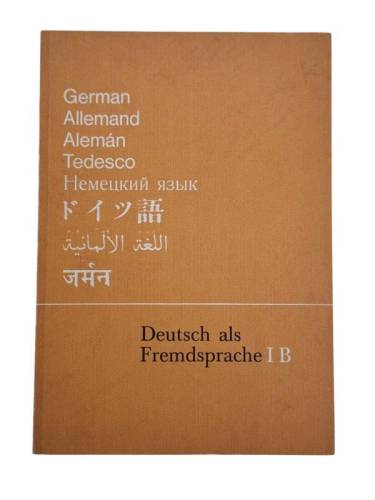 German
Allemand
Alemán
Tedesco
Немецкий язык
ドイツ語
اللغة الألمانية
जर्मन
Deutsch als
Fremdsprache I B